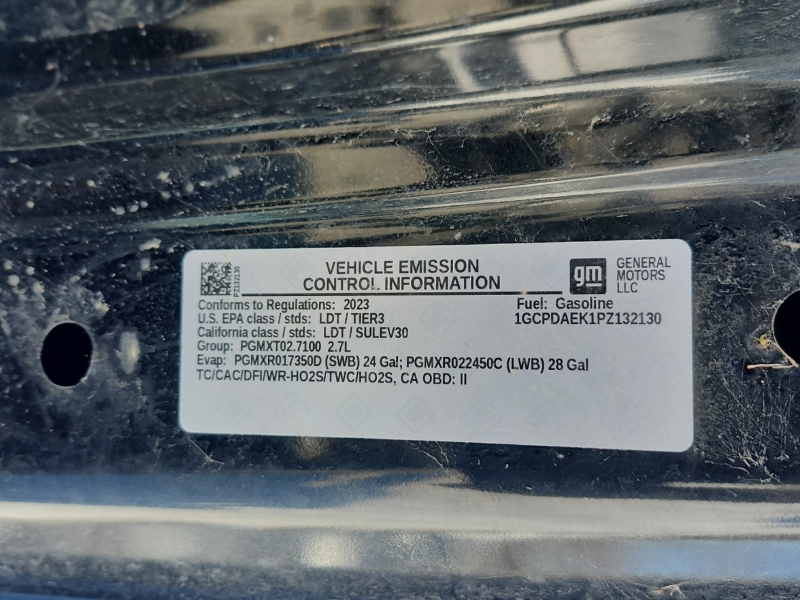 VEHICLE EMISSION
CONTROL INFORMATION
PZ132130
gm
GENERAL
MOTORS
LLC
Conforms to Regulations: 2023
Fuel: Gasoline
U.S. EPA class / stds: LDT / TIER3
1GCPDAEK1PZ132130
California class / stds: LDT / SULEV30
Group: PGMXT02.7100 2.7L
Evap: PGMXR017350D (SWB) 24 Gal; PGMXR022450C (LWB) 28 Gal
TC/CAC/DFI/WR-HO2S/TWC/HO2S, CA OBD: II